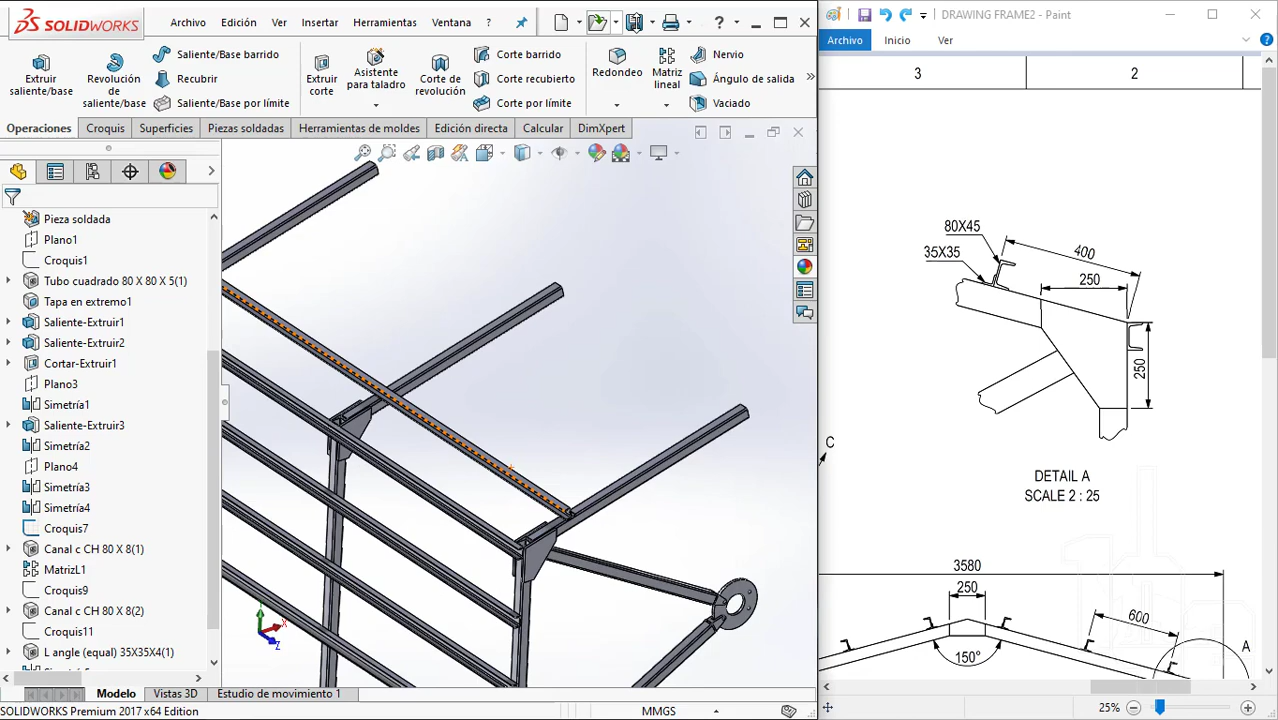 SOLIDWORKS
Archivo Edición Ver Insertar Herramientas Ventana ?
DRAWING FRAME2 - Paint
Archivo Inicio Ver
Extruir saliente/base
Revolución de saliente/base
Saliente/Base barrido
Recubrir
Saliente/Base por límite
Extruir corte
Asistente para taladro
Corte de revolución
Corte barrido
Corte recubierto
Corte por límite
Redondeo
Matriz lineal
Nervio
Ángulo de salida
Vaciado
Operaciones Croquis Superficies Piezas soldadas Herramientas de moldes Edición directa Calcular DimXpert
Pieza soldada
Plano1
Croquis1
Tubo cuadrado 80 X 80 X 5(1)
Tapa en extremo1
Saliente-Extruir1
Saliente-Extruir2
Cortar-Extruir1
Plano3
Simetría1
Saliente-Extruir3
Simetría2
Plano4
Simetría3
Simetría4
Croquis7
Canal c CH 80 X 8(1)
MatrizL1
Croquis9
Canal c CH 80 X 8(2)
Croquis11
L angle (equal) 35X35X4(1)
X
Z
Modelo Vistas 3D Estudio de movimiento 1
SOLIDWORKS Premium 2017 x64 Edition
MMGS
3 2
80X45
35X35
400
250
250
C
DETAIL A
SCALE 2 : 25
3580
250
600
A
150°
25%